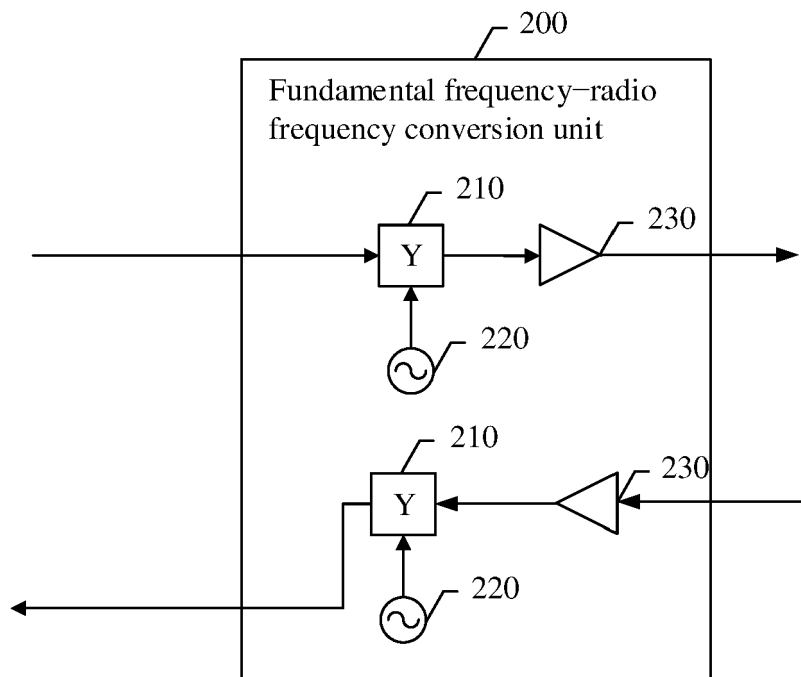 200
Fundamental frequency−radio
frequency conversion unit
210
230
Y
220
210
230
Y
220